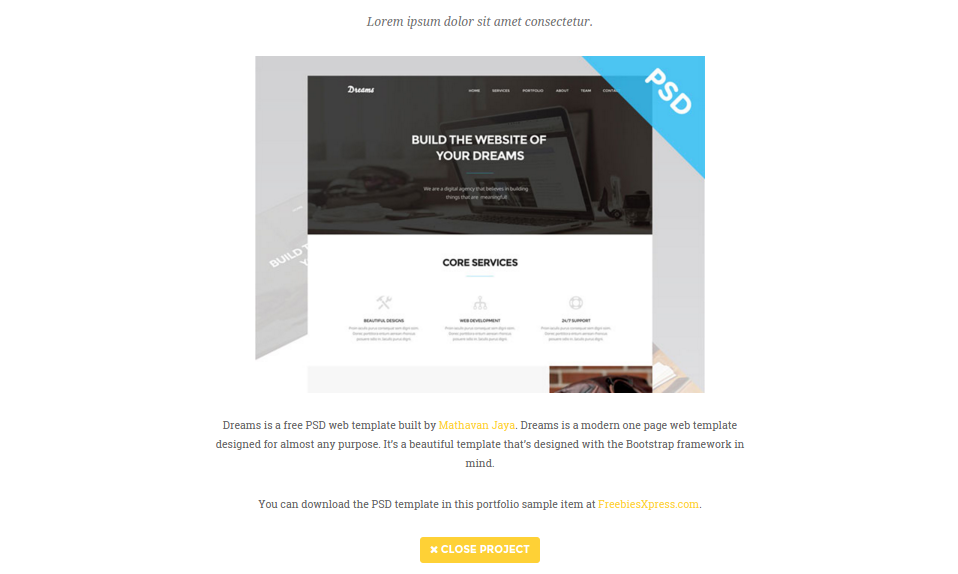 Lorem ipsum dolor sit amet consectetur.
PSD
Dreams
HOME SERVICES PORTFOLIO ABOUT TEAM
BUILD THE WEBSITE OF
YOUR DREAMS
We are a digital agency that believes in building
things that are meaningful!
BUILD
CORE SERVICES
BEAUTIFUL DESIGNS WEB DEVELOPMENT 24/7 SUPPORT
Dreams is a free PSD web template built by Mathavan Jaya. Dreams is a modern one page web template
designed for almost any purpose. It’s a beautiful template that’s designed with the Bootstrap framework in
mind.
You can download the PSD template in this portfolio sample item at FreebiesXpress.com.
✖ CLOSE PROJECT